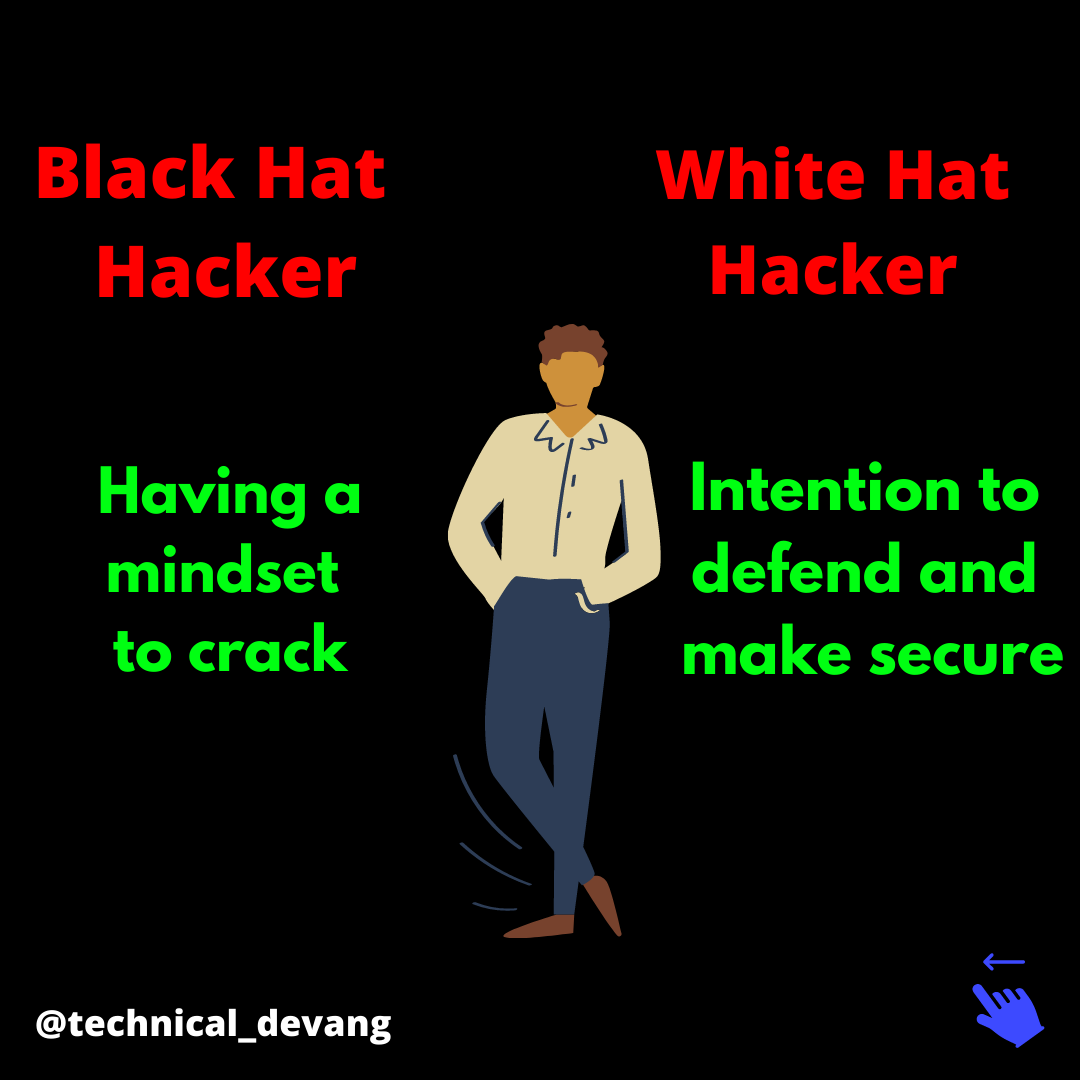 Black Hat
Hacker
White Hat
Hacker
Having a
mindset
to crack
Intention to
defend and
make secure
@technical_devang